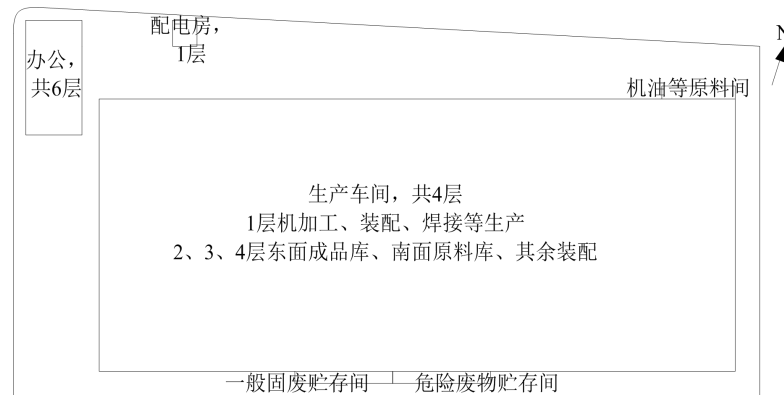 配电房，
1层
N
办公，
共6层
机油等原料间
生产车间，共4层
1层机加工、装配、焊接等生产
2、3、4层东面成品库、南面原料库、其余装配
一般固废贮存间
危险废物贮存间